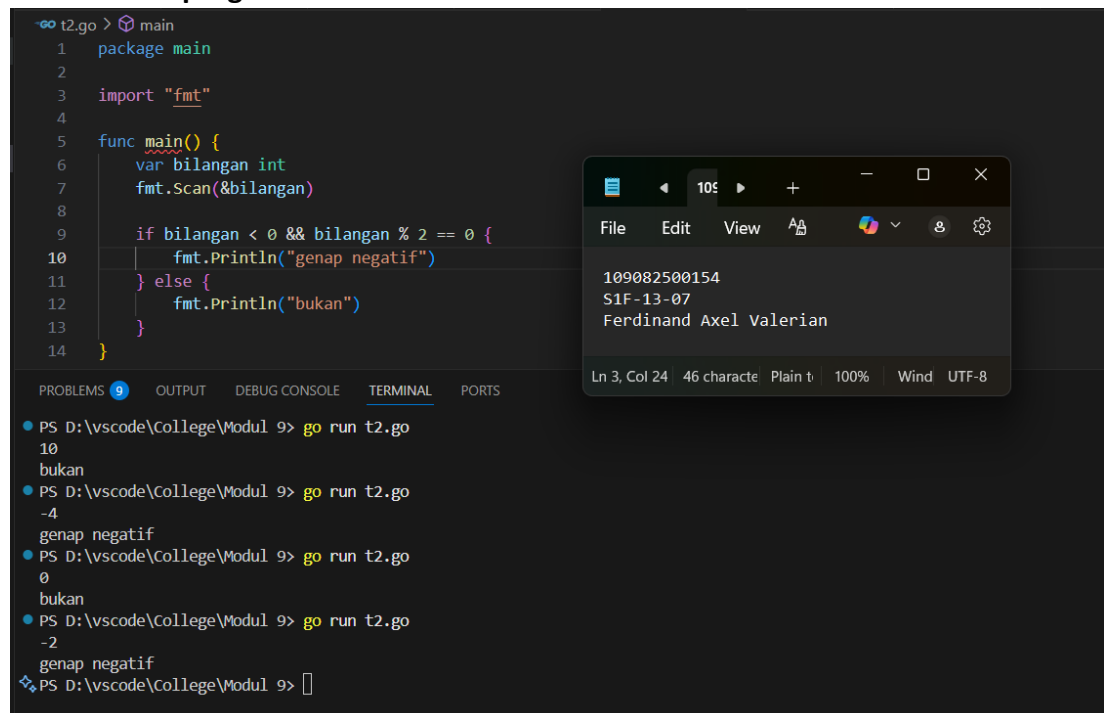 t2.go > main
1 package main
2
3 import "fmt"
4
5 func main() {
6 var bilangan int
7 fmt.Scan(&bilangan)
8
9 if bilangan < 0 && bilangan % 2 == 0 {
10 fmt.Println("genap negatif")
11 } else {
12 fmt.Println("bukan")
13 }
14 }
109
File Edit View
109082500154
S1F-13-07
Ferdinand Axel Valerian
Ln 3, Col 24 46 characte Plain t 100% Wind UTF-8
PROBLEMS 9 OUTPUT DEBUG CONSOLE TERMINAL PORTS
PS D:\vscode\College\Modul 9> go run t2.go
10
bukan
PS D:\vscode\College\Modul 9> go run t2.go
-4
genap negatif
PS D:\vscode\College\Modul 9> go run t2.go
0
bukan
PS D:\vscode\College\Modul 9> go run t2.go
-2
genap negatif
PS D:\vscode\College\Modul 9>